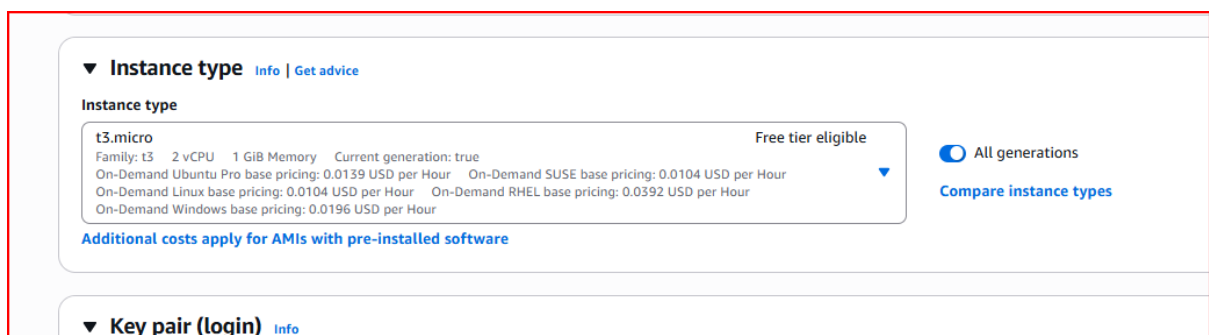 Instance type Info | Get advice
Instance type
t3.micro Free tier eligible
Family: t3 2 vCPU 1 GiB Memory Current generation: true
On-Demand Ubuntu Pro base pricing: 0.0139 USD per Hour On-Demand SUSE base pricing: 0.0104 USD per Hour
On-Demand Linux base pricing: 0.0104 USD per Hour On-Demand RHEL base pricing: 0.0392 USD per Hour
On-Demand Windows base pricing: 0.0196 USD per Hour
All generations
Compare instance types
Additional costs apply for AMIs with pre-installed software
Key pair (login) Info